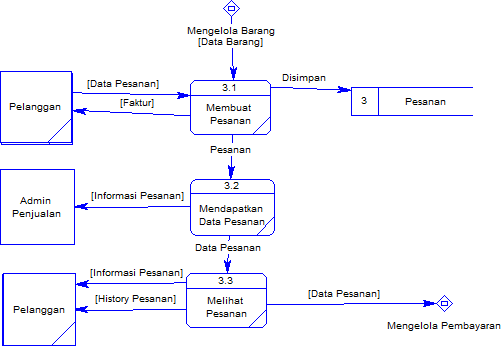 Mengelola Barang
[Data Barang]
Disimpan
[Data Pesanan]
3.1
3
Pesanan
Pelanggan
[Faktur]
Membuat
Pesanan
Pesanan
3.2
Admin
Penjualan
[Informasi Pesanan]
Mendapatkan
Data Pesanan
Data Pesanan
[Informasi Pesanan]
3.3
Pelanggan
[History Pesanan]
Melihat
Pesanan
[Data Pesanan]
Mengelola Pembayaran